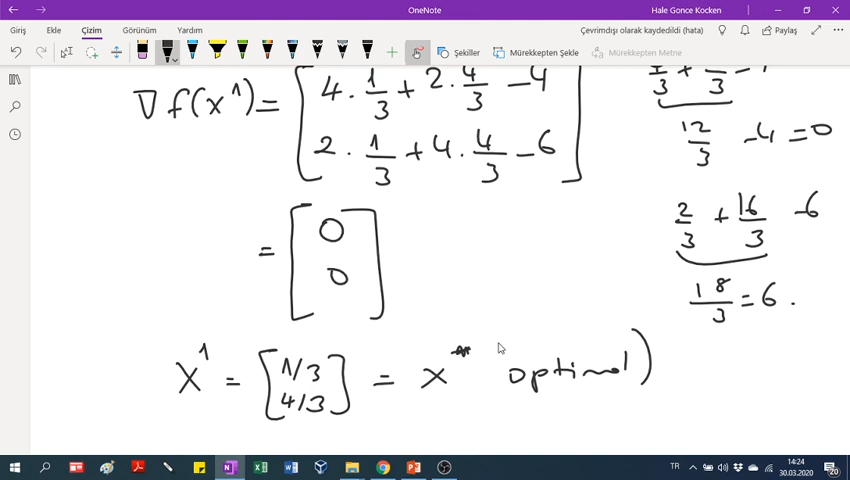 OneNote
Hale Gonce Kocken
Giriş Ekle Çizim Görünüm Yardım
Çevrimdışı olarak kaydedildi (hata) Paylaş
Şekiller Mürekkepten Şekle Mürekkepten Metne
∇f(x¹) = [ 4·1/3 + 2·4/3 − 4
2·1/3 + 4·4/3 − 6 ]
12/3 − 4 = 0
= [ 0
0 ]
2/3 + 16/3 − 6
18/3 = 6.
X¹ = [ 1/3
4/3 ] = X* optimal)
TR
14:24
30.03.2020
20